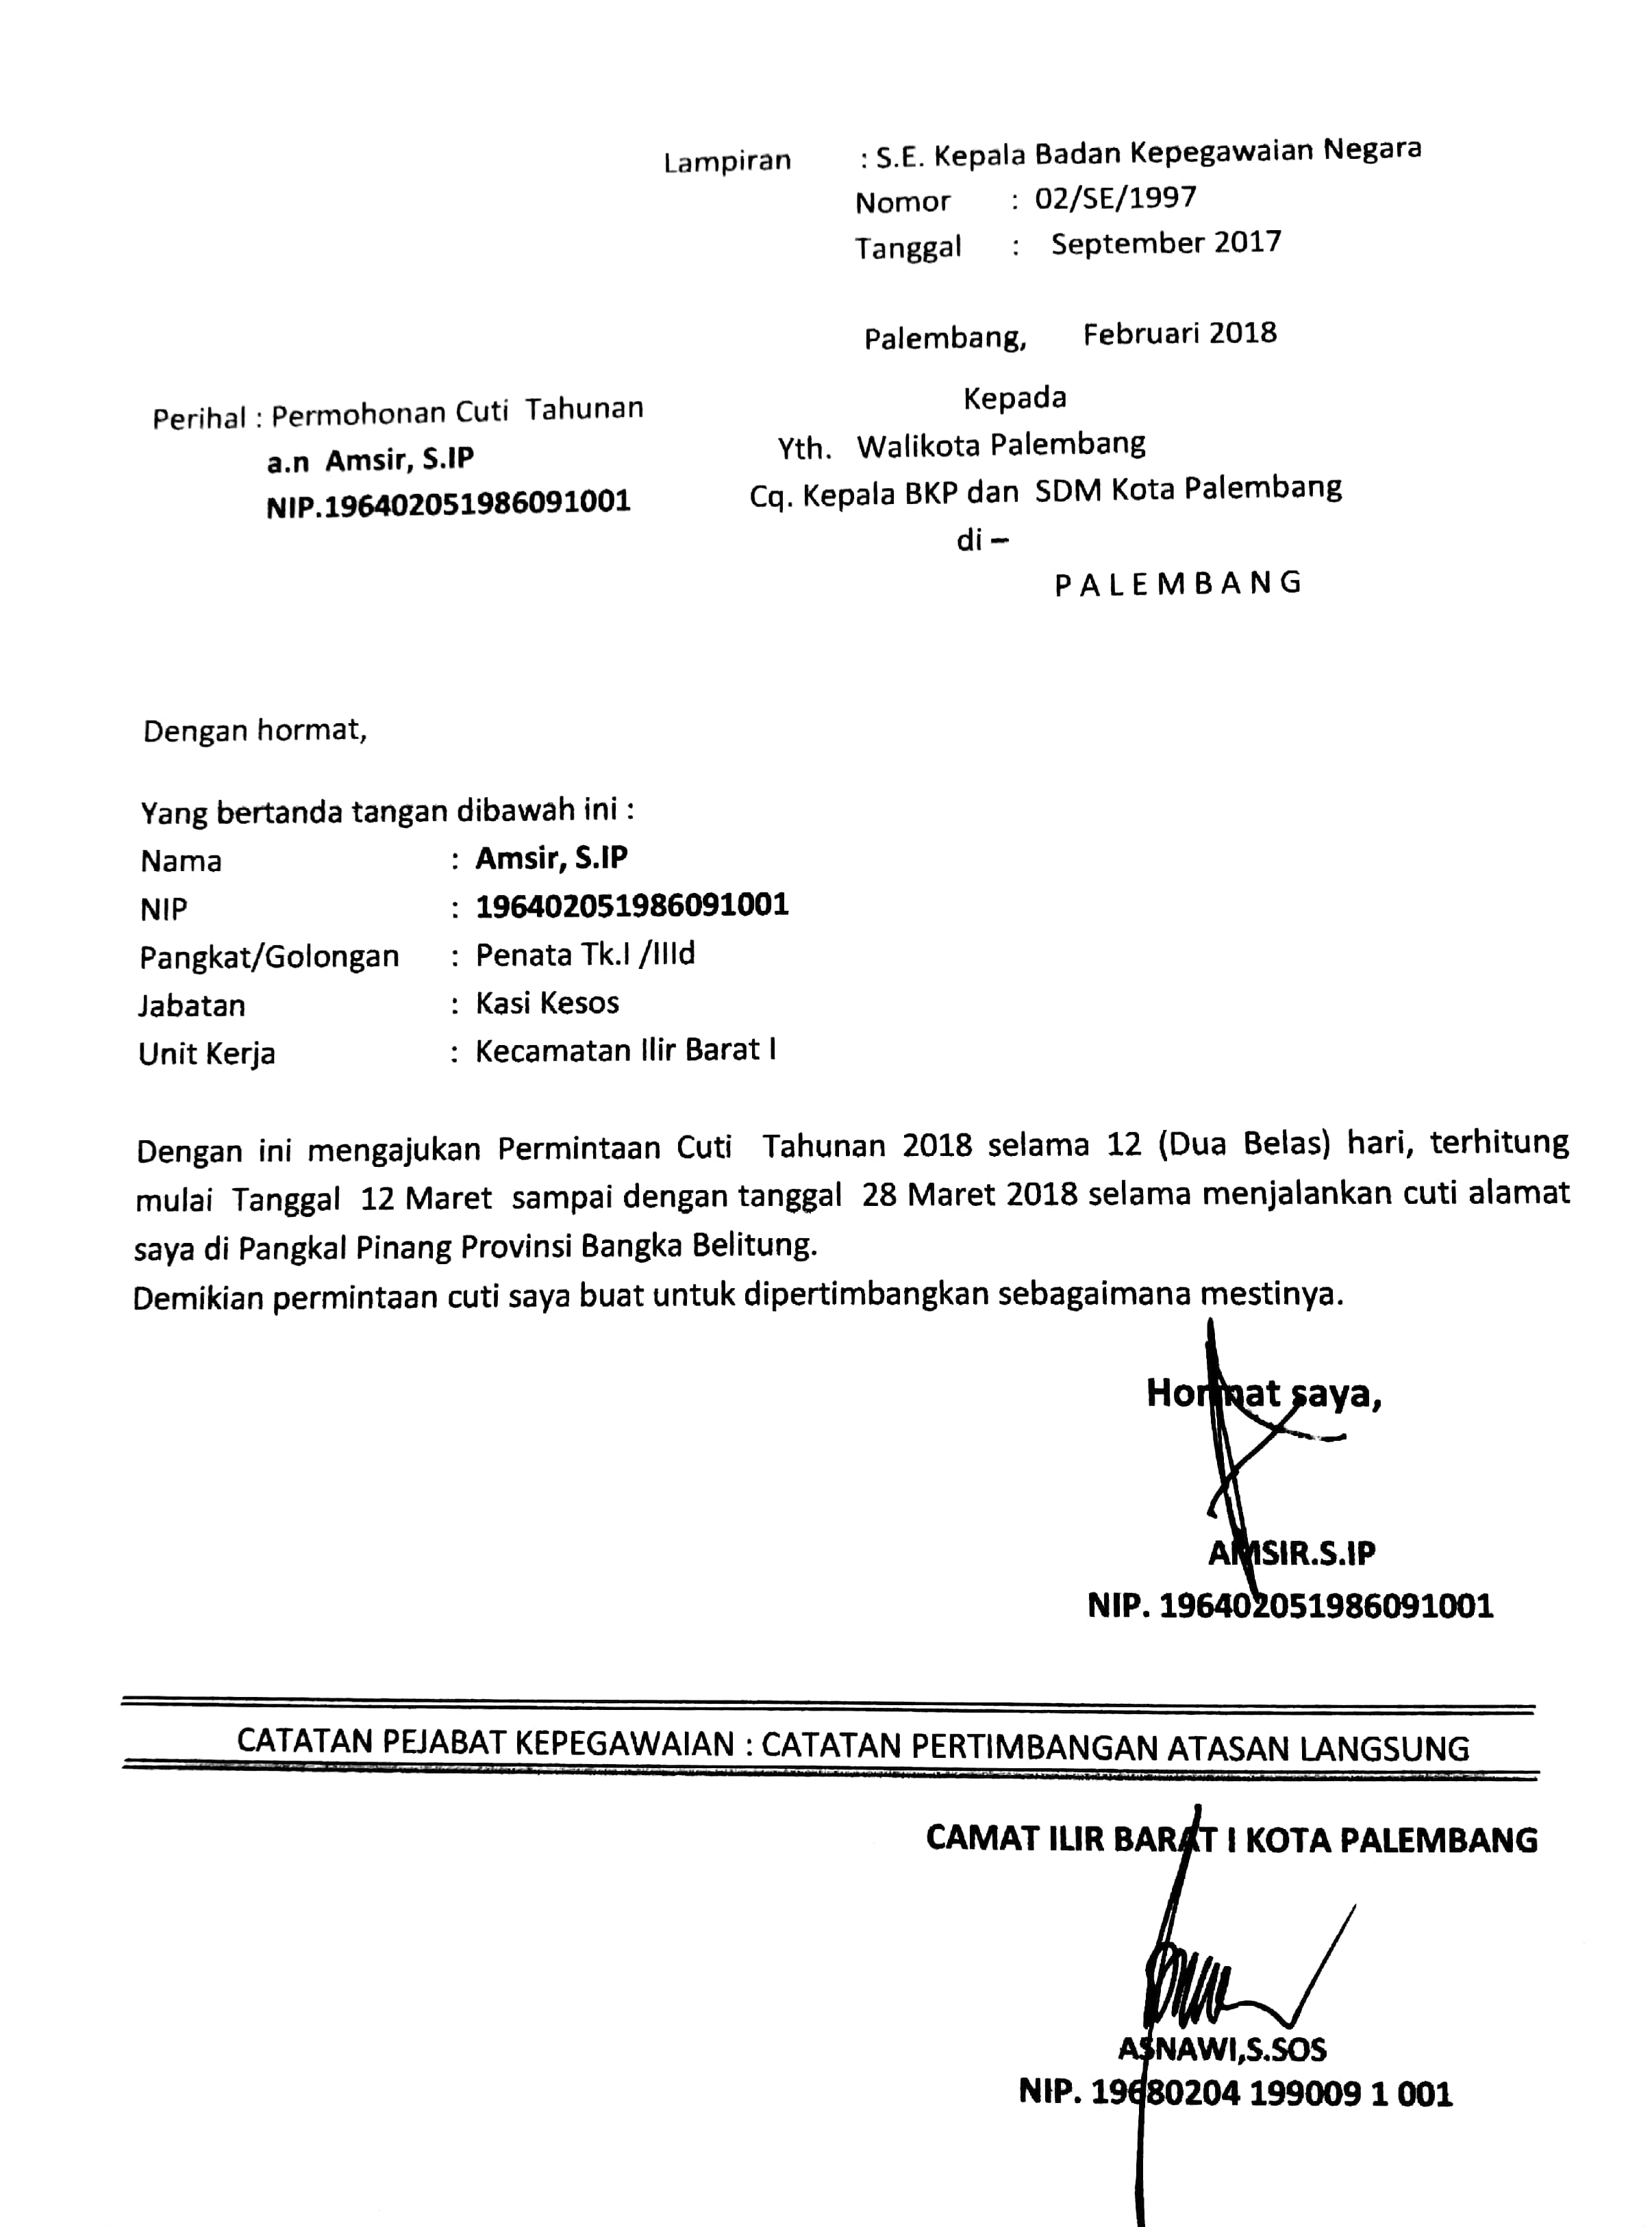 Lampiran : S.E. Kepala Badan Kepegawaian Negara
Nomor : 02/SE/1997
Tanggal : September 2017
Palembang, Februari 2018
Kepada
Perihal : Permohonan Cuti Tahunan
a.n Amsir, S.IP
NIP.196402051986091001
Yth. Walikota Palembang
Cq. Kepala BKP dan SDM Kota Palembang
di –
P A L E M B A N G
Dengan hormat,
Yang bertanda tangan dibawah ini :
Nama : Amsir, S.IP
NIP : 196402051986091001
Pangkat/Golongan : Penata Tk.I /IIId
Jabatan : Kasi Kesos
Unit Kerja : Kecamatan Ilir Barat I
Dengan ini mengajukan Permintaan Cuti Tahunan 2018 selama 12 (Dua Belas) hari, terhitung
mulai Tanggal 12 Maret sampai dengan tanggal 28 Maret 2018 selama menjalankan cuti alamat
saya di Pangkal Pinang Provinsi Bangka Belitung.
Demikian permintaan cuti saya buat untuk dipertimbangkan sebagaimana mestinya.
Hormat saya,
AMSIR.S.IP
NIP. 196402051986091001
CATATAN PEJABAT KEPEGAWAIAN : CATATAN PERTIMBANGAN ATASAN LANGSUNG
CAMAT ILIR BARAT I KOTA PALEMBANG
ASNAWI,S.SOS
NIP. 19680204 199009 1 001